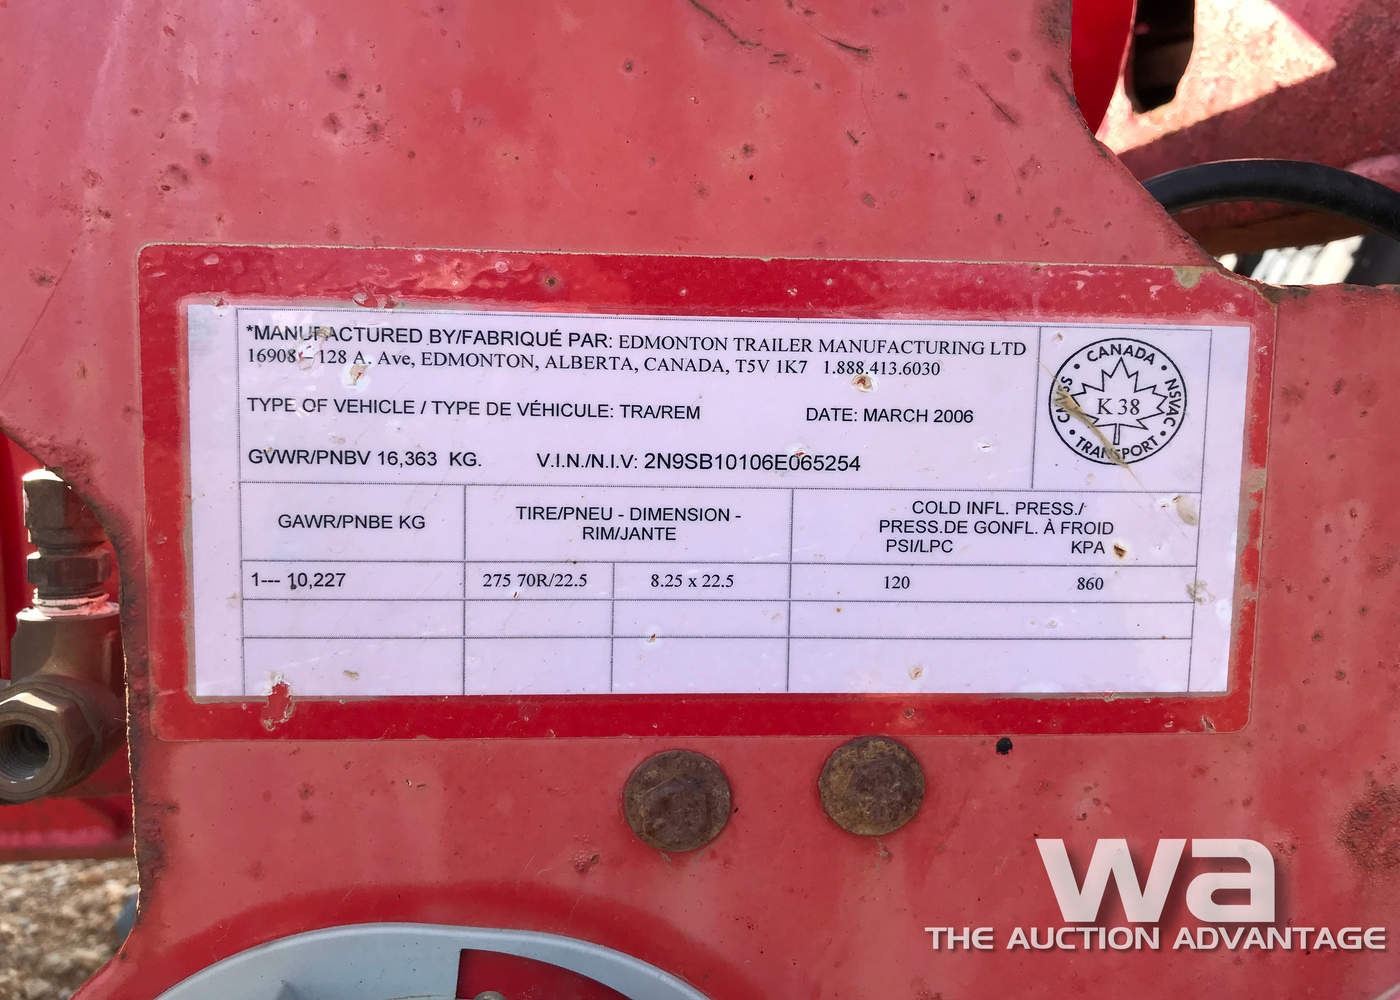 *MANUFACTURED BY/FABRIQUÉ PAR: EDMONTON TRAILER MANUFACTURING LTD
16908 – 128 A. Ave, EDMONTON, ALBERTA, CANADA, T5V 1K7 1.888.413.6030
TYPE OF VEHICLE / TYPE DE VÉHICULE: TRA/REM DATE: MARCH 2006
GVWR/PNBV 16,363 KG. V.I.N./N.I.V: 2N9SB10106E065254
CANADA
CMVSS K 38 NSVAC
TRANSPORT
GAWR/PNBE KG
TIRE/PNEU - DIMENSION -
RIM/JANTE
COLD INFL. PRESS./
PRESS.DE GONFL. À FROID
PSI/LPC KPA
1--- 10,227 275 70R/22.5 8.25 x 22.5 120 860
wa
THE AUCTION ADVANTAGE